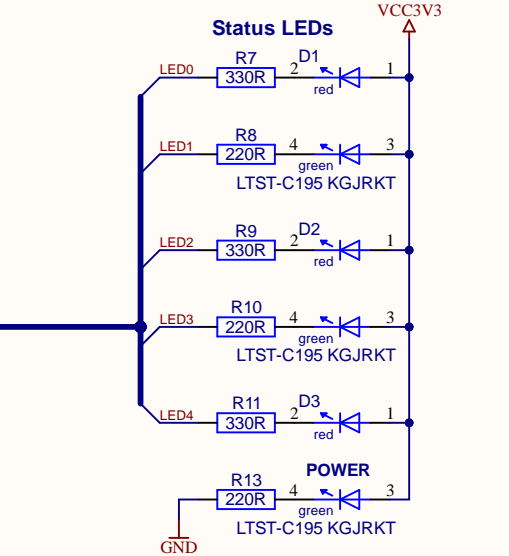 VCC3V3
Status LEDs
R7 D1
LED0 330R 2 1
red
R8
LED1 220R 4 3
green
LTST-C195 KGJRKT
R9 D2
LED2 330R 2 1
red
R10
LED3 220R 4 3
green
LTST-C195 KGJRKT
R11 D3
LED4 330R 2 1
red
R13 POWER
220R 4 3
green
LTST-C195 KGJRKT
GND